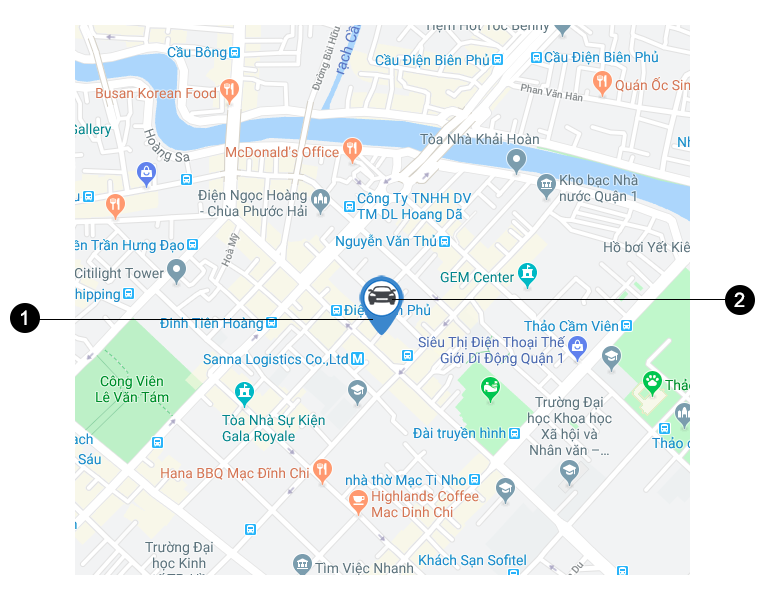 Tiệm Hớt Tóc Benny
Cầu Bông
Đường Bùi Hữu
rạch Cầ
Cầu Điện Biên Phủ
Cầu Điện Biên Phủ
Busan Korean Food
Phan Văn Hân
Quán Ốc Sin
Gallery
Hoàng Sa
Tòa Nhà Khải Hoàn
McDonald's Office
Kho bạc Nhà
nước Quận 1
Điện Ngọc Hoàng
- Chùa Phước Hải
Công Ty TNHH DV
TM DL Hoang Dã
ên Trần Hưng Đạo
Hoà Mỹ
Nguyễn Văn Thủ
Hồ bơi Yết Kiê
Citilight Tower
GEM Center
hipping
2
1
Đinh Tiên Hoàng
Thảo Cầm Viên
Siêu Thị Điện Thoại Thế
Giới Di Động Quận 1
Sanna Logistics Co.,Ltd
Công Viên
Lê Văn Tám
Thảo
Trường Đại
học Khoa học
Xã hội và
Nhân văn –...
Tòa Nhà Sự Kiện
Gala Royale
Đài truyền hình
ách
Sáu
Thảo c
Hana BBQ Mạc Đĩnh Chi
nhà thờ Mạc Ti Nho
Highlands Coffee
Mac Dinh Chi
Trường Đại
học Kinh
Khách Sạn Sofitel
Tìm Việc Nhanh
Du